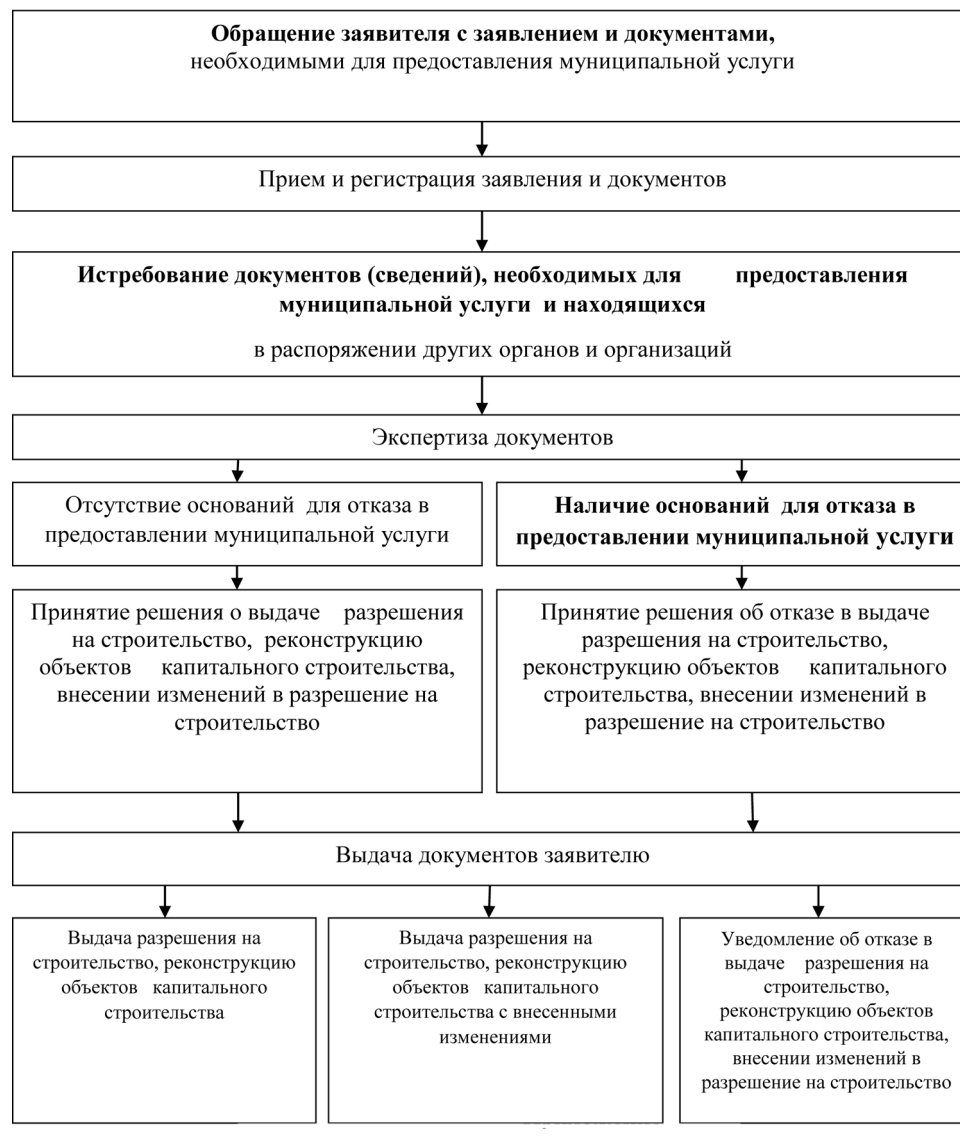 Обращение заявителя с заявлением и документами,
необходимыми для предоставления муниципальной услуги
Прием и регистрация заявления и документов
Истребование документов (сведений), необходимых для предоставления
муниципальной услуги и находящихся
в распоряжении других органов и организаций
Экспертиза документов
Отсутствие оснований для отказа в
предоставлении муниципальной услуги
Наличие оснований для отказа в
предоставлении муниципальной услуги
Принятие решения о выдаче разрешения
на строительство, реконструкцию
объектов капитального строительства,
внесении изменений в разрешение на
строительство
Принятие решения об отказе в выдаче
разрешения на строительство,
реконструкцию объектов капитального
строительства, внесении изменений в
разрешение на строительство
Выдача документов заявителю
Выдача разрешения на
строительство, реконструкцию
объектов капитального
строительства
Выдача разрешения на
строительство, реконструкцию
объектов капитального
строительства с внесенными
изменениями
Уведомление об отказе в
выдаче разрешения на
строительство,
реконструкцию объектов
капитального строительства,
внесении изменений в
разрешение на строительство